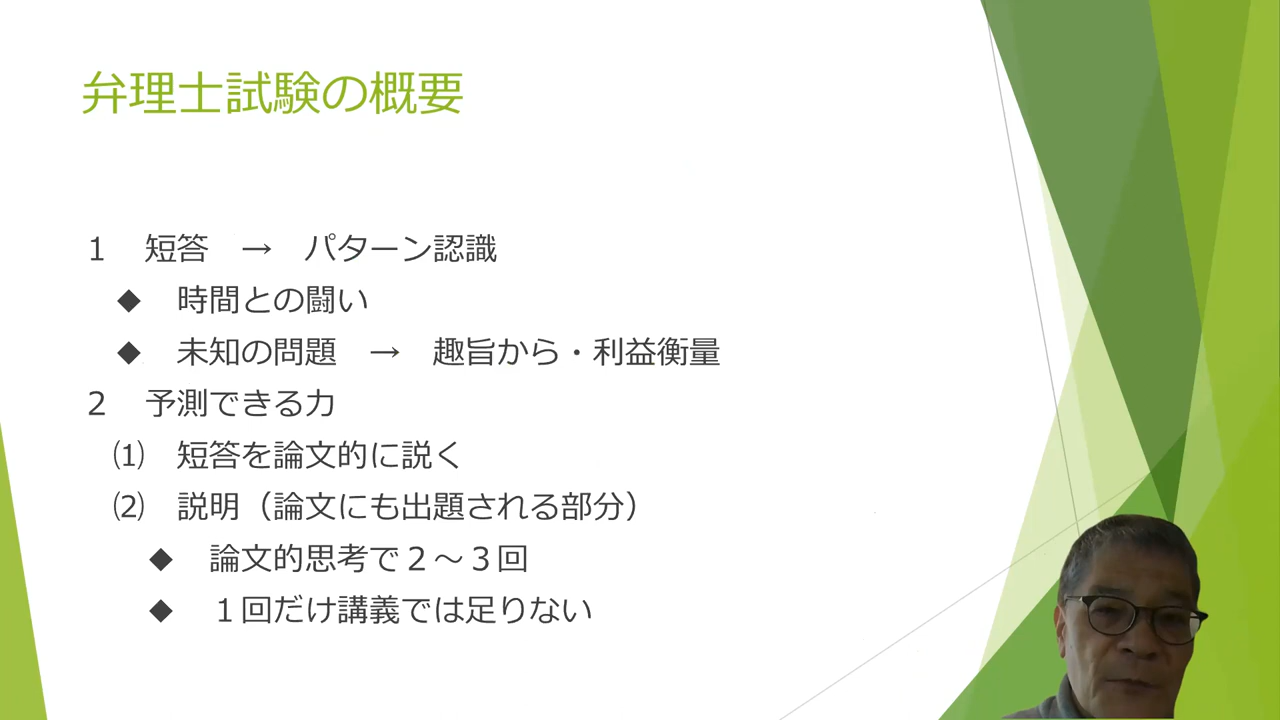 弁理士試験の概要
１　短答　→　パターン認識
◆　時間との闘い
◆　未知の問題　→　趣旨から・利益衡量
２　予測できる力
⑴　短答を論文的に説く
⑵　説明（論文にも出題される部分）
◆　論文的思考で２～３回
◆　１回だけ講義では足りない